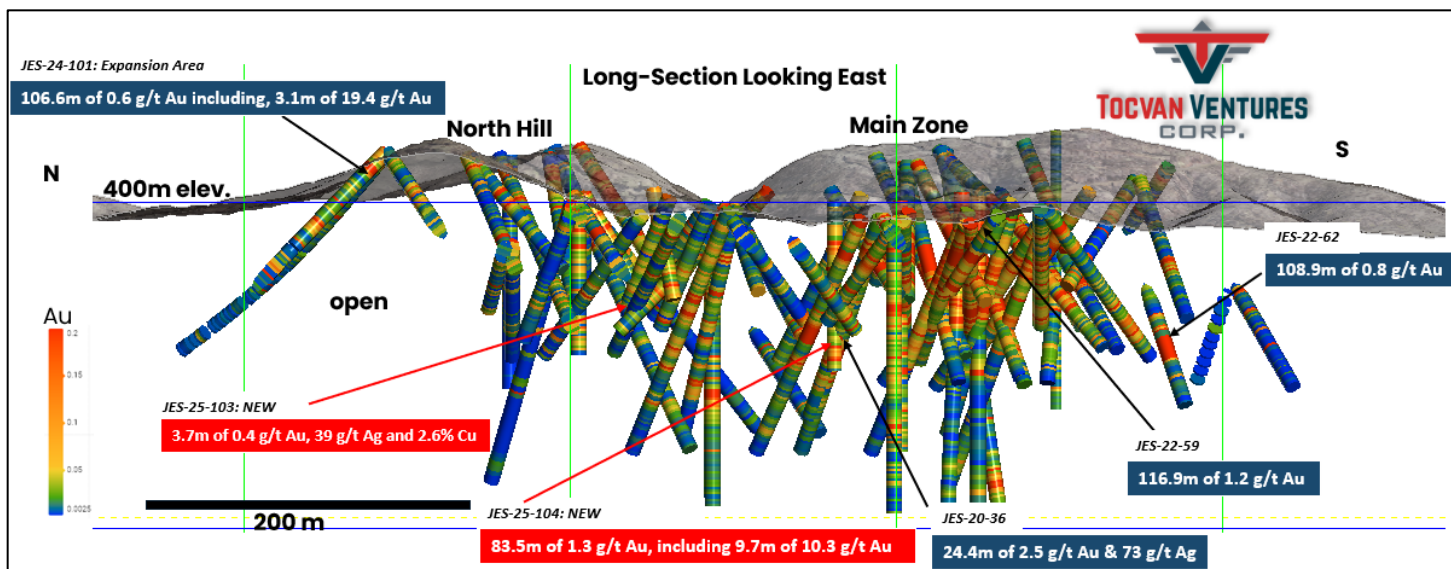 JES-24-101: Expansion Area
106.6m of 0.6 g/t Au including, 3.1m of 19.4 g/t Au
Long-Section Looking East
TOCVAN VENTURES
CORP.
North Hill
Main Zone
N
S
400m elev.
JES-22-62
108.9m of 0.8 g/t Au
open
Au
0.2
0.15
0.1
0.05
0.0025
JES-25-103: NEW
3.7m of 0.4 g/t Au, 39 g/t Ag and 2.6% Cu
JES-22-59
116.9m of 1.2 g/t Au
200 m
JES-25-104: NEW
83.5m of 1.3 g/t Au, including 9.7m of 10.3 g/t Au
JES-20-36
24.4m of 2.5 g/t Au & 73 g/t Ag